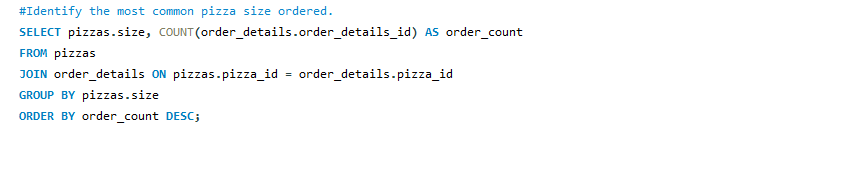 #Identify the most common pizza size ordered.
SELECT pizzas.size, COUNT(order_details.order_details_id) AS order_count
FROM pizzas
JOIN order_details ON pizzas.pizza_id = order_details.pizza_id
GROUP BY pizzas.size
ORDER BY order_count DESC;